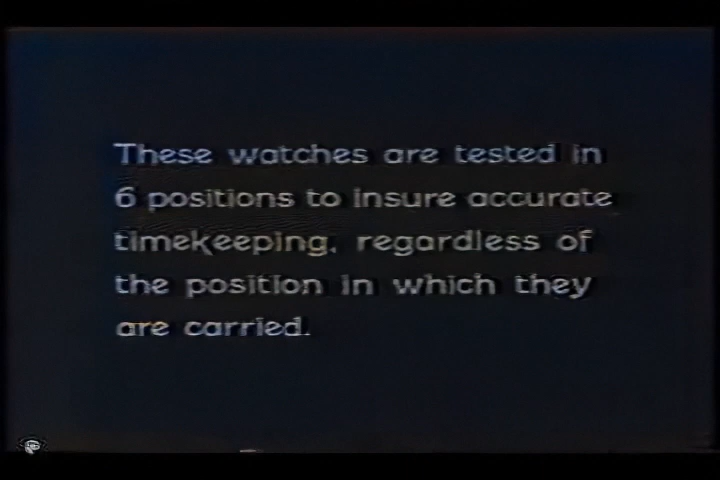 These watches are tested in
6 positions to insure accurate
timekeeping, regardless of
the position in which they
are carried.